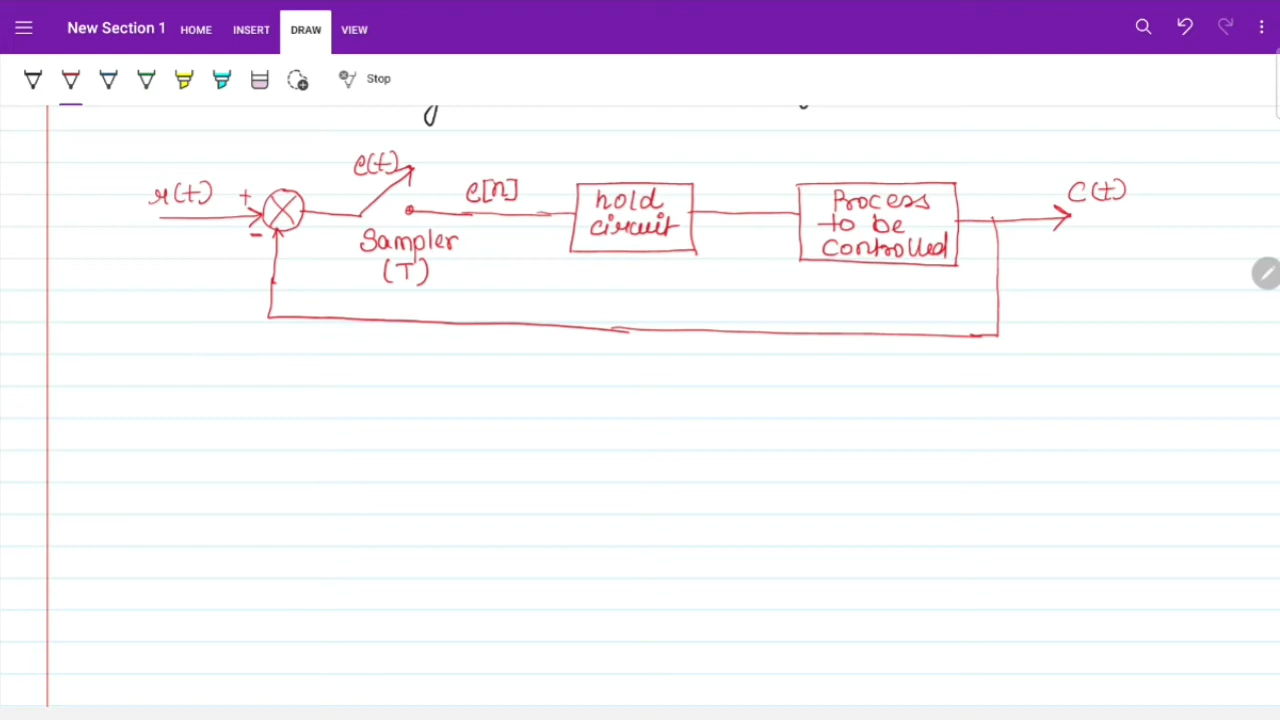 New Section 1 HOME INSERT DRAW VIEW
Stop
e(t)
r(t) + e[n] hold circuit Process to be controlled C(t)
-
Sampler
(T)